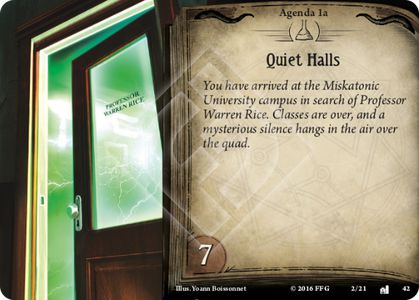 PROFESSOR
WARREN RICE
Agenda 1a
Quiet Halls
You have arrived at the Miskatonic
University campus in search of Professor
Warren Rice. Classes are over, and a
mysterious silence hangs in the air over
the quad.
7
Illus. Yoann Boissonnet © 2016 FFG 2/21 42